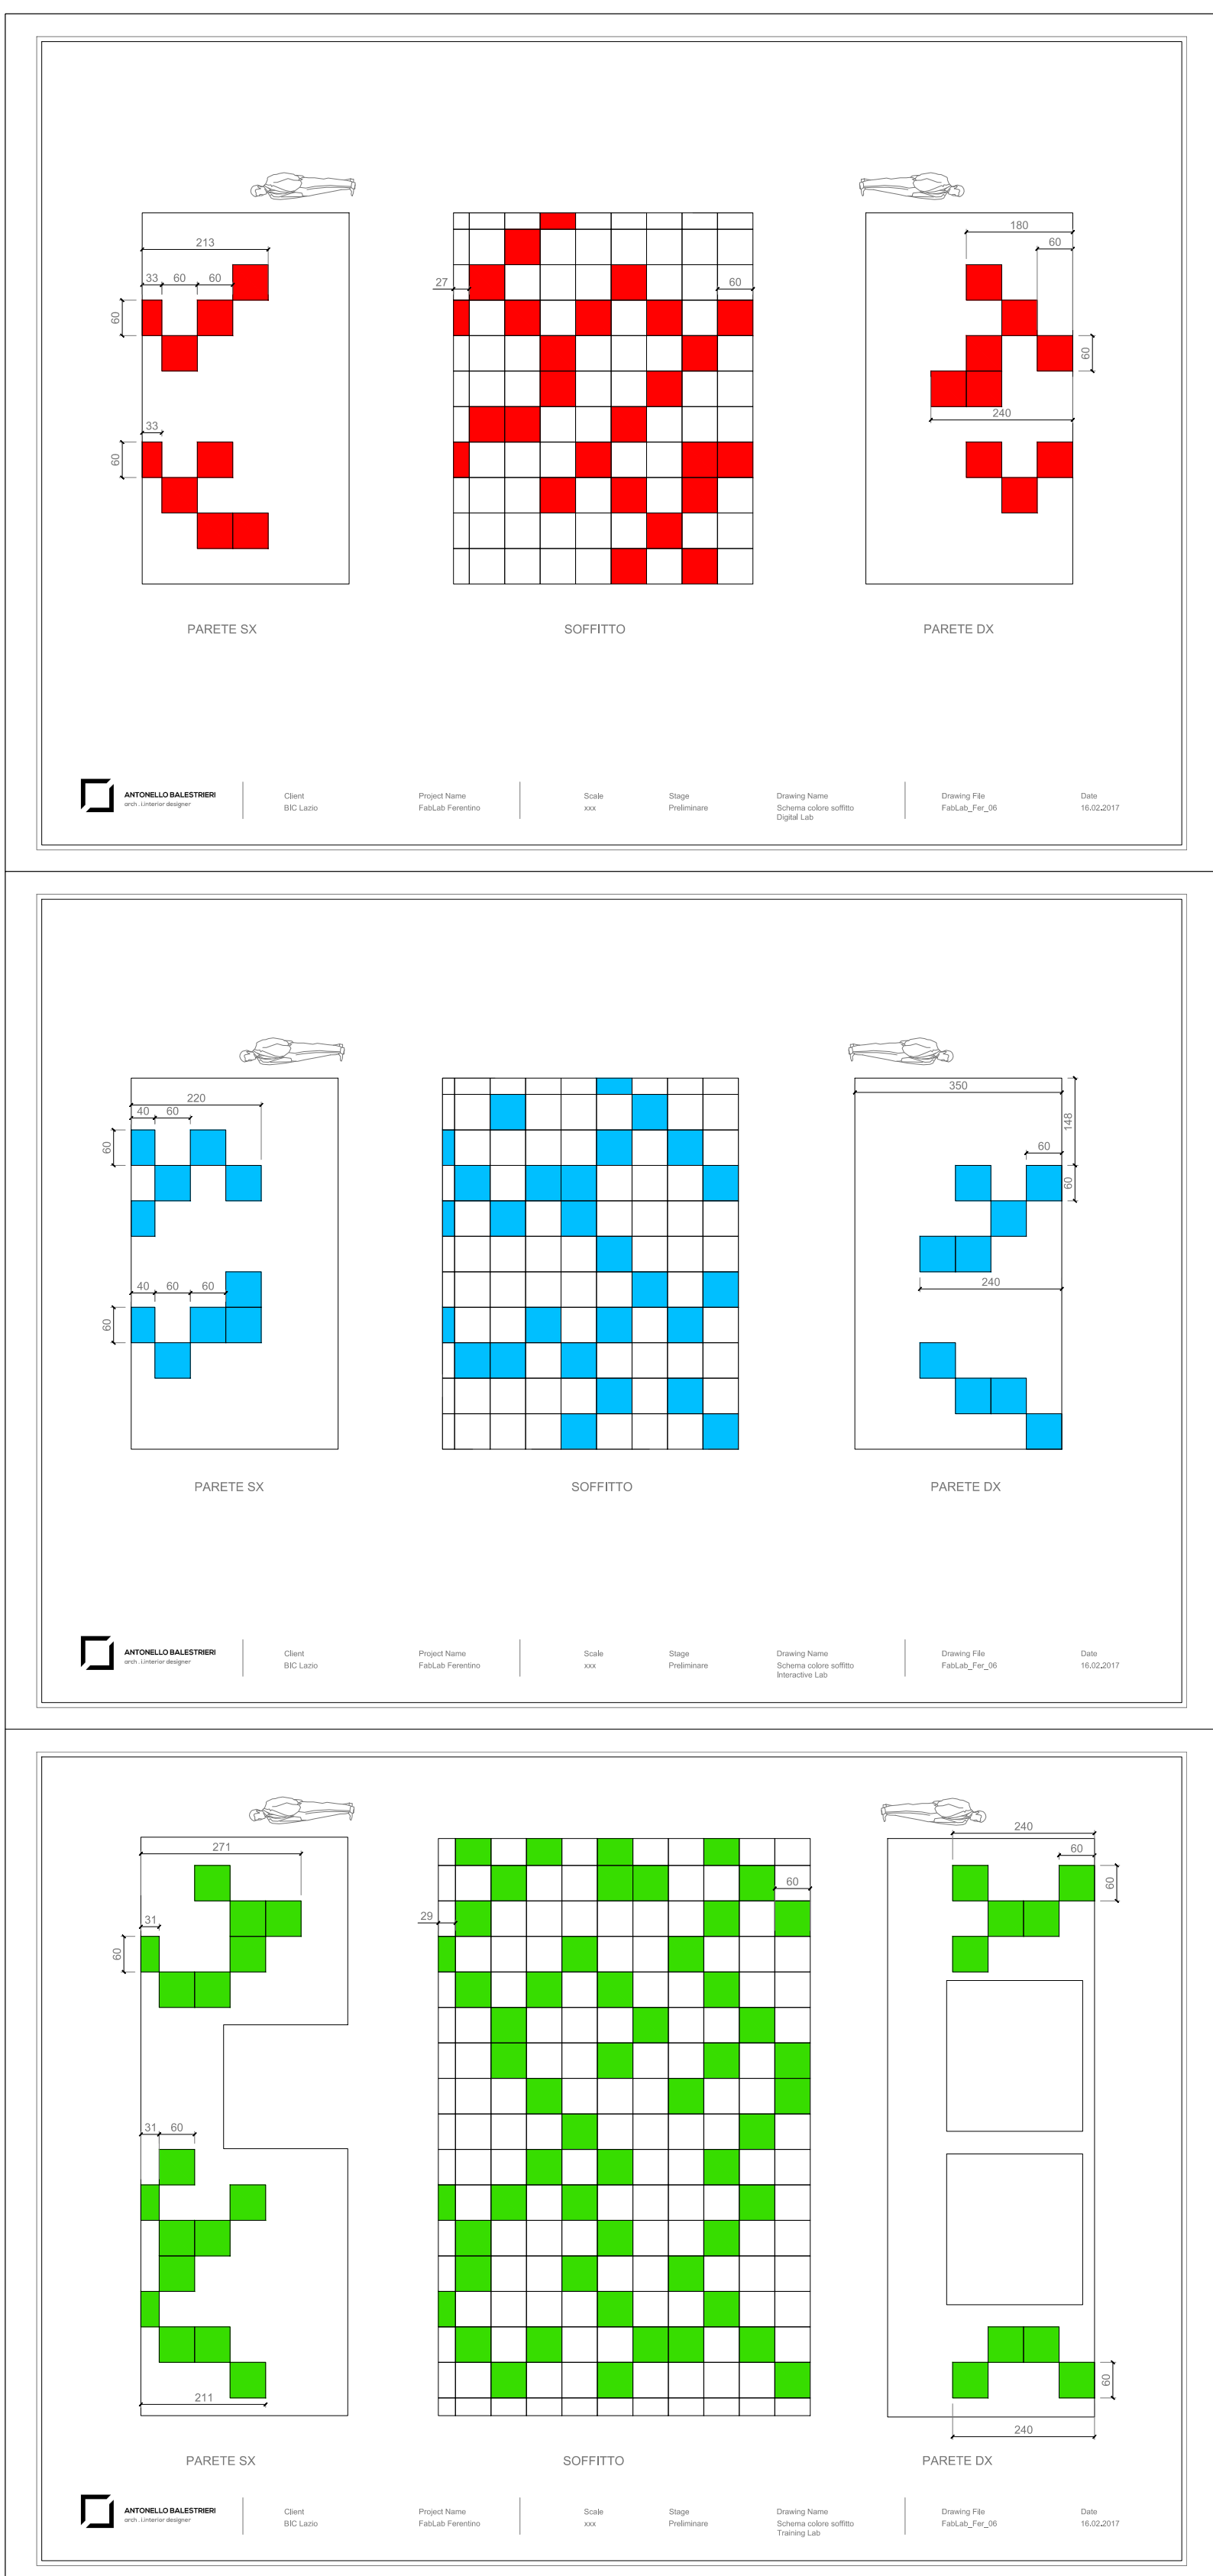 213
180
60
33 60 60
27
60
60
60
33
240
60
PARETE SX
SOFFITTO
PARETE DX
ANTONELLO BALESTRIERI
arch . i.interior designer
Client
BIC Lazio
Project Name
FabLab Ferentino
Scale
xxx
Stage
Preliminare
Drawing Name
Schema colore soffitto
Digital Lab
Drawing File
FabLab_Fer_06
Date
16.02.2017
350
220
148
40 60
60
60
60
40 60 60
240
60
PARETE SX
SOFFITTO
PARETE DX
ANTONELLO BALESTRIERI
arch . i.interior designer
Client
BIC Lazio
Project Name
FabLab Ferentino
Scale
xxx
Stage
Preliminare
Drawing Name
Schema colore soffitto
Interactive Lab
Drawing File
FabLab_Fer_06
Date
16.02.2017
240
271
60
60
60
29
31
60
31 60
60
211
240
PARETE SX
SOFFITTO
PARETE DX
ANTONELLO BALESTRIERI
arch . i.interior designer
Client
BIC Lazio
Project Name
FabLab Ferentino
Scale
xxx
Stage
Preliminare
Drawing Name
Schema colore soffitto
Training Lab
Drawing File
FabLab_Fer_06
Date
16.02.2017